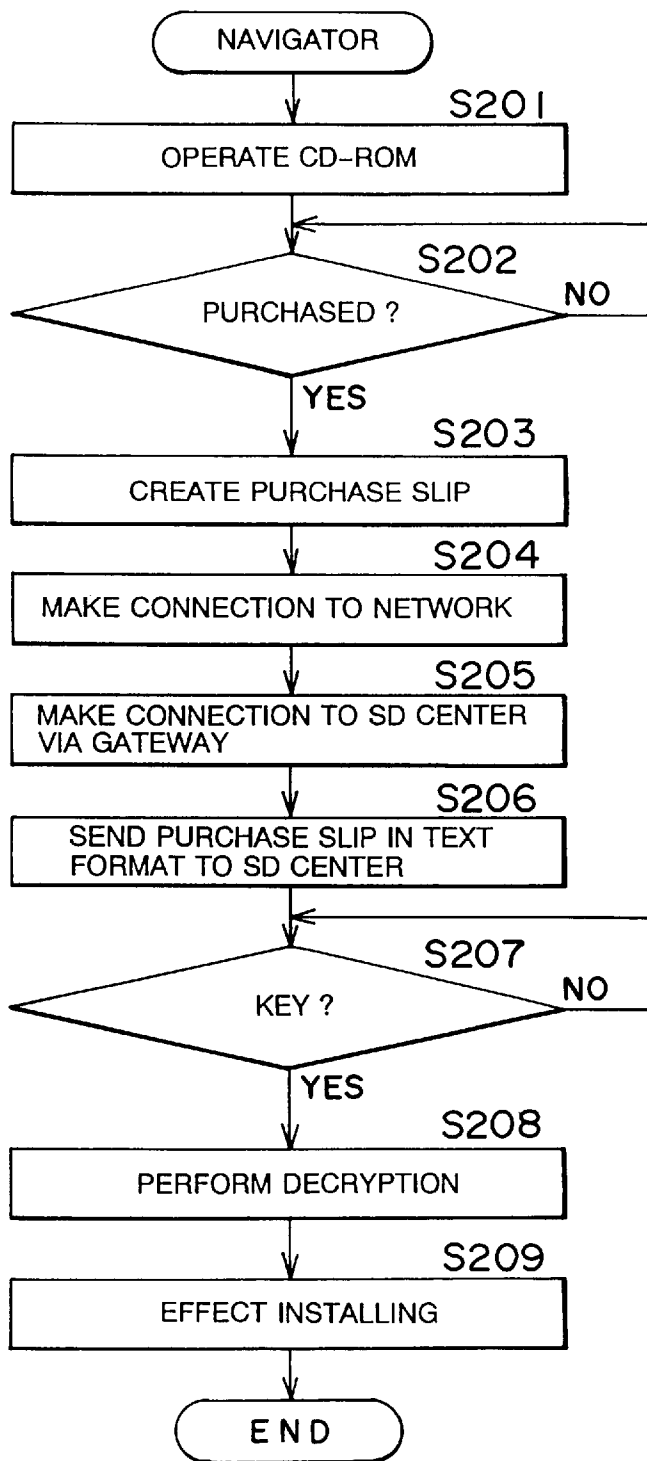 NAVIGATOR
S201
OPERATE CD-ROM
S202
PURCHASED ?
NO
YES
S203
CREATE PURCHASE SLIP
S204
MAKE CONNECTION TO NETWORK
S205
MAKE CONNECTION TO SD CENTER
VIA GATEWAY
S206
SEND PURCHASE SLIP IN TEXT
FORMAT TO SD CENTER
S207
KEY ?
NO
YES
S208
PERFORM DECRYPTION
S209
EFFECT INSTALLING
END